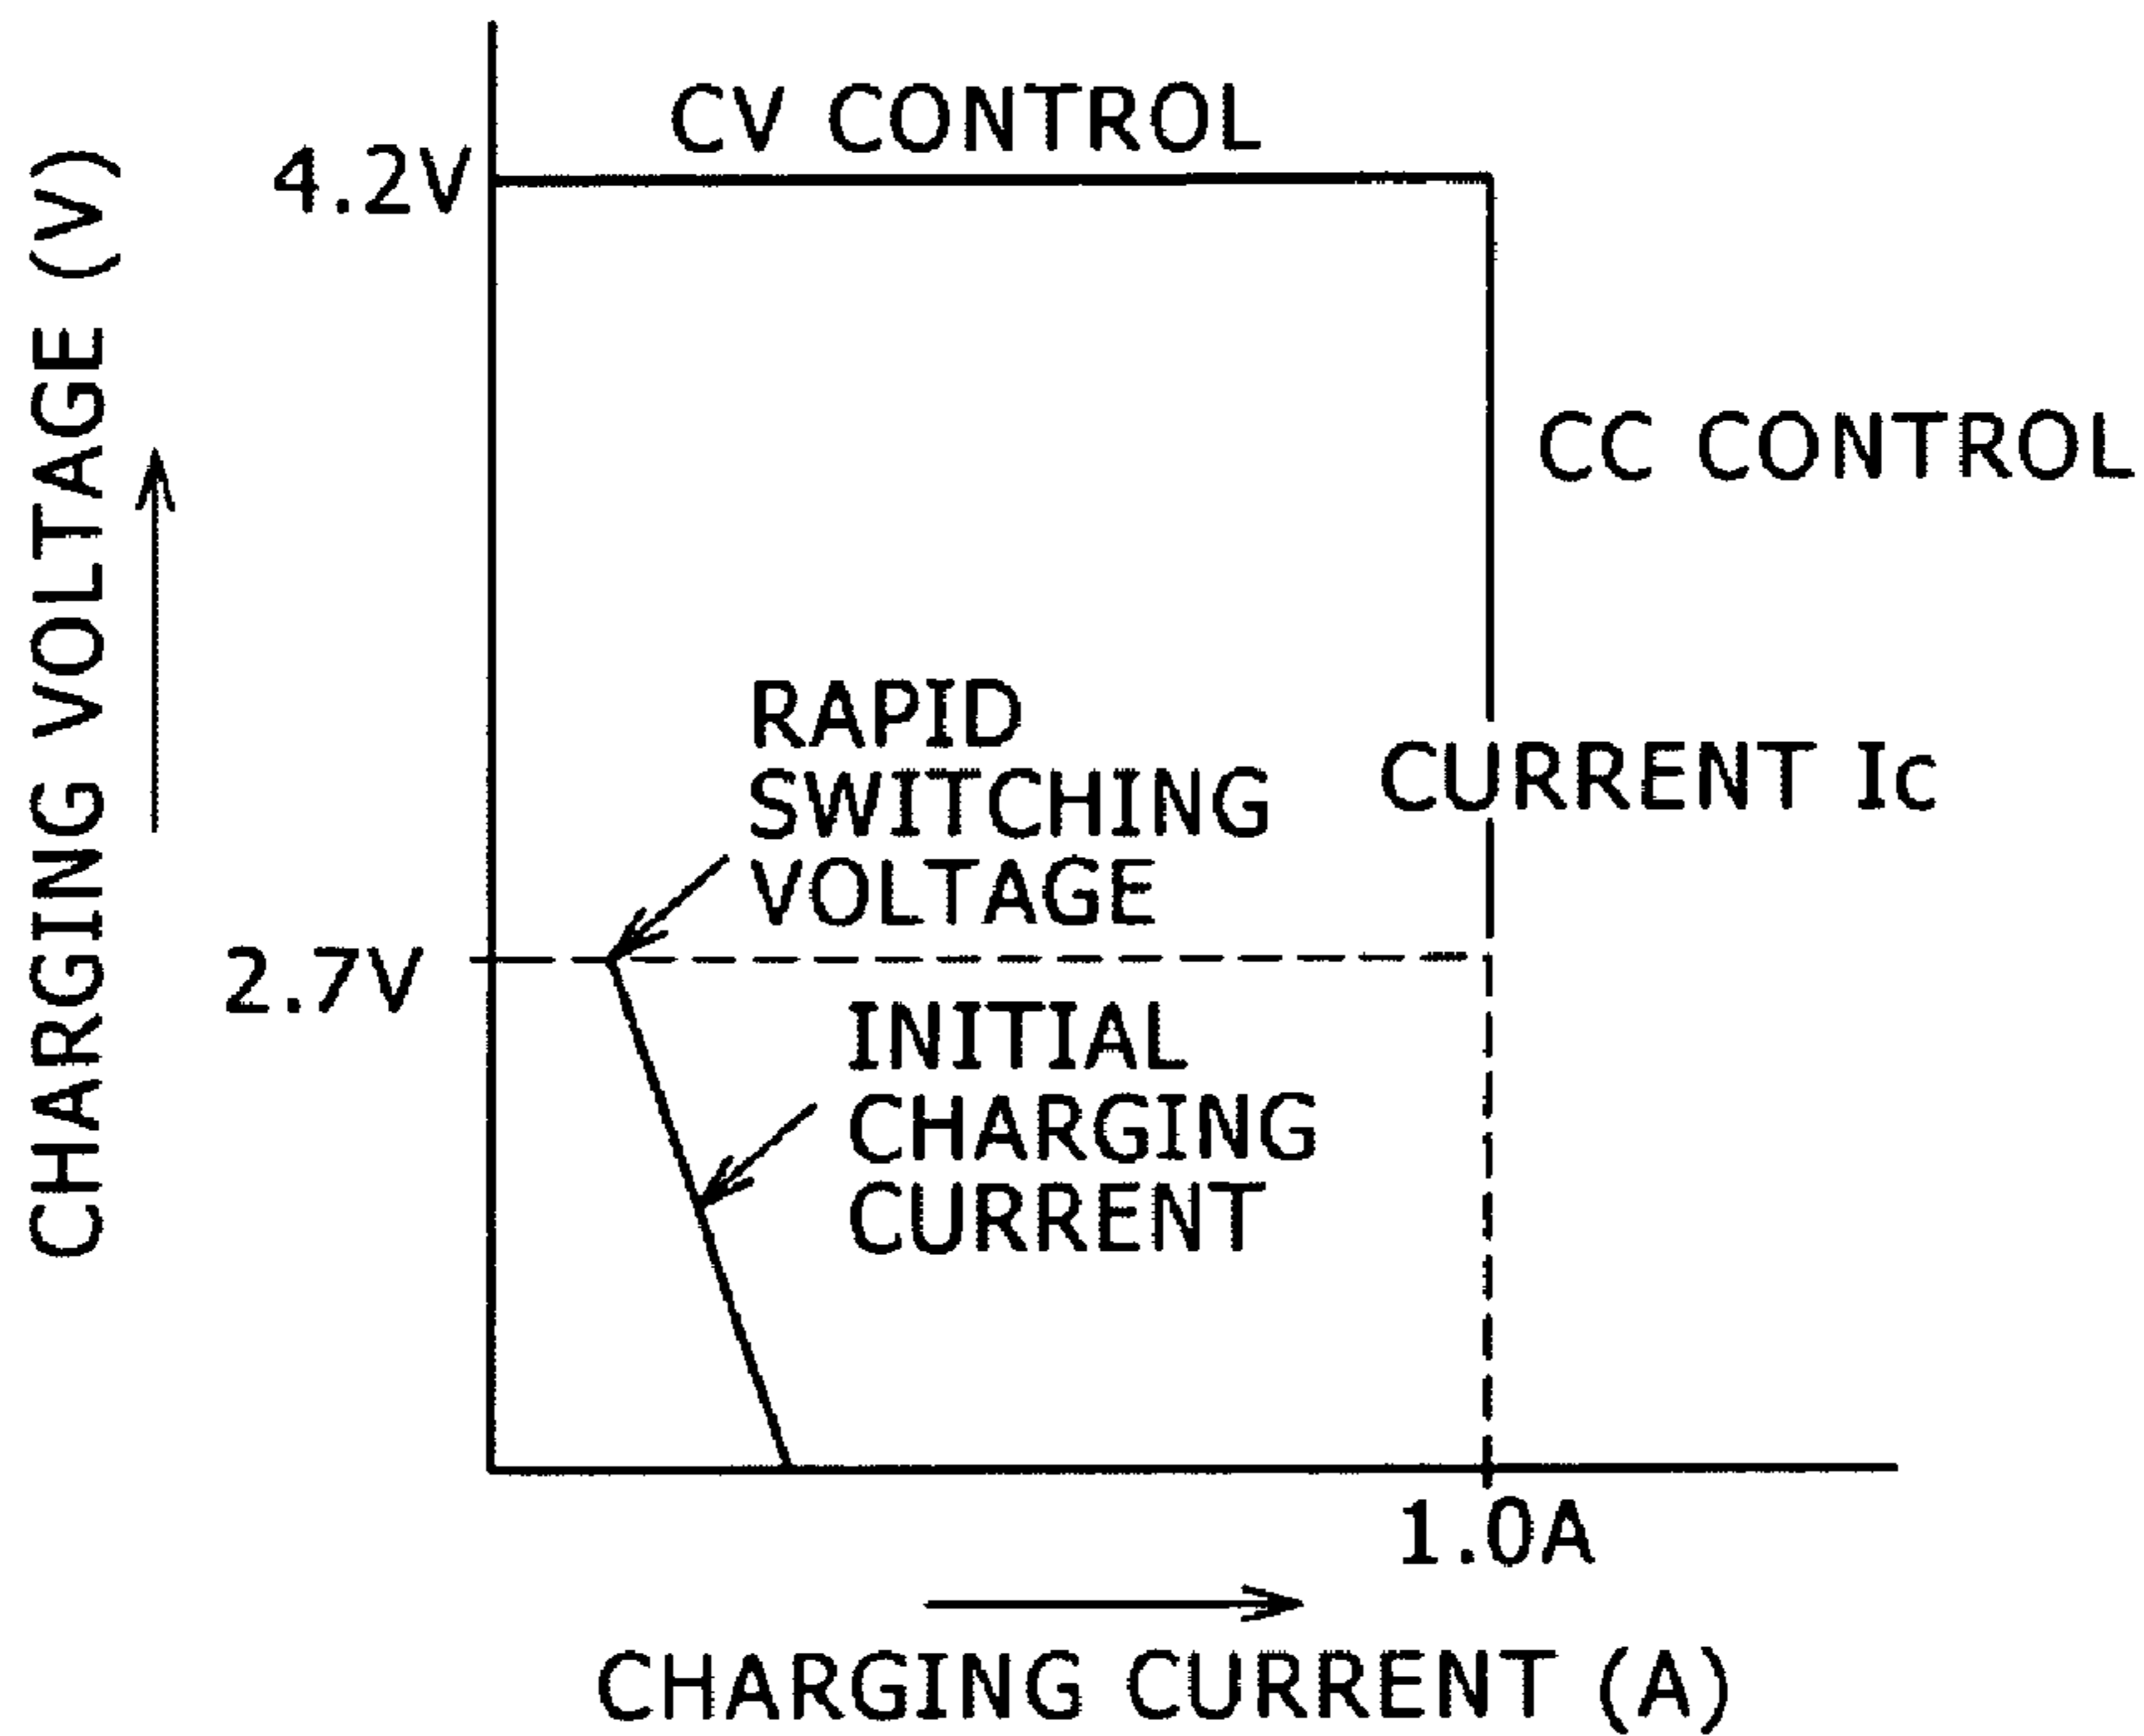 CV CONTROL
4.2V
CHARGING VOLTAGE (V)
CC CONTROL
RAPID
SWITCHING
VOLTAGE
CURRENT Ic
2.7V
INITIAL
CHARGING
CURRENT
1.0A
CHARGING CURRENT (A)